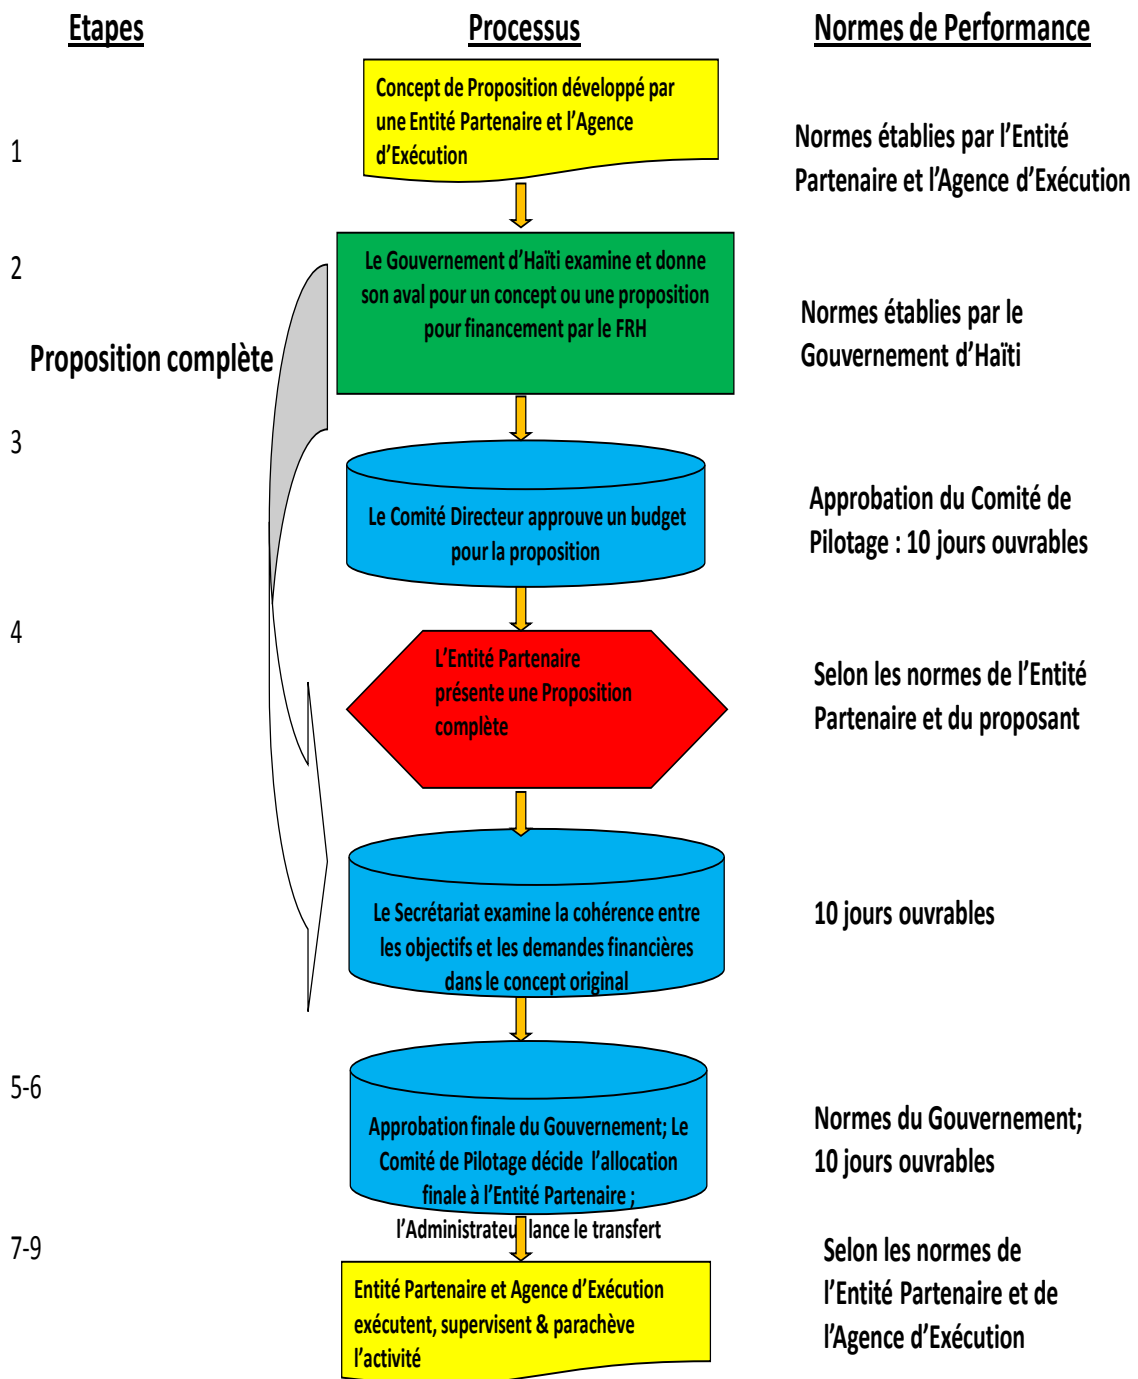 Etapes
Processus
Normes de Performance
1
Concept de Proposition développé par
une Entité Partenaire et l’Agence
d’Exécution
Normes établies par l’Entité
Partenaire et l’Agence d’Exécution
2
Le Gouvernement d’Haïti examine et donne
son aval pour un concept ou une proposition
pour financement par le FRH
Normes établies par le
Gouvernement d’Haïti
Proposition complète
3
Le Comité Directeur approuve un budget
pour la proposition
Approbation du Comité de
Pilotage : 10 jours ouvrables
4
L’Entité Partenaire
présente une Proposition
complète
Selon les normes de l’Entité
Partenaire et du proposant
Le Secrétariat examine la cohérence entre
les objectifs et les demandes financières
dans le concept original
10 jours ouvrables
5-6
Approbation finale du Gouvernement; Le
Comité de Pilotage décide l’allocation
finale à l’Entité Partenaire ;
l’Administrateur lance le transfert
Normes du Gouvernement;
10 jours ouvrables
7-9
Entité Partenaire et Agence d’Exécution
exécutent, supervisent & parachève
l’activité
Selon les normes de
l’Entité Partenaire et de
l’Agence d’Exécution